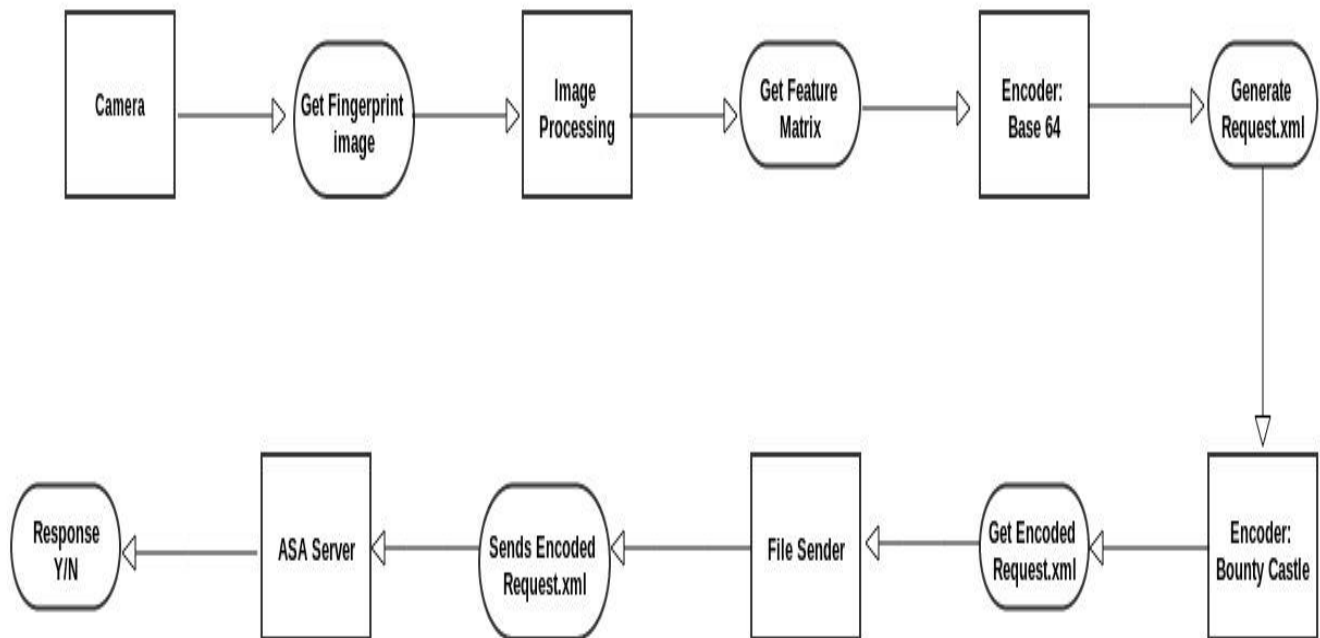 Camera
Get Fingerprint
image
Image
Processing
Get Feature
Matrix
Encoder:
Base 64
Generate
Request.xml
Encoder:
Bounty Castle
Get Encoded
Request.xml
File Sender
Sends Encoded
Request.xml
ASA Server
Response
Y/N